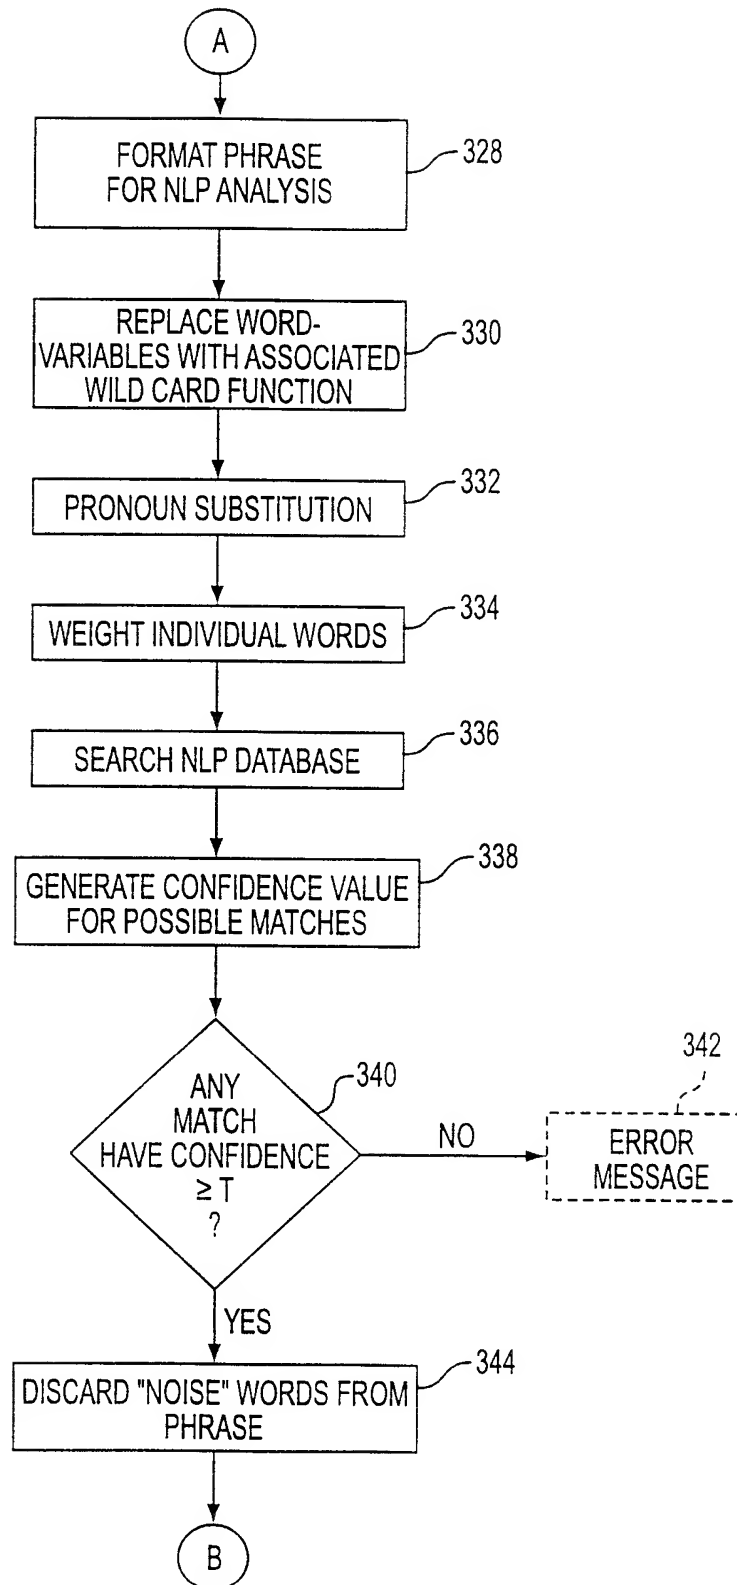 A
FORMAT PHRASE
FOR NLP ANALYSIS
328
REPLACE WORD-
VARIABLES WITH ASSOCIATED
WILD CARD FUNCTION
330
PRONOUN SUBSTITUTION
332
WEIGHT INDIVIDUAL WORDS
334
SEARCH NLP DATABASE
336
GENERATE CONFIDENCE VALUE
FOR POSSIBLE MATCHES
338
ANY
MATCH
HAVE CONFIDENCE
≥ T
?
340
NO
342
ERROR
MESSAGE
YES
DISCARD "NOISE" WORDS FROM
PHRASE
344
B